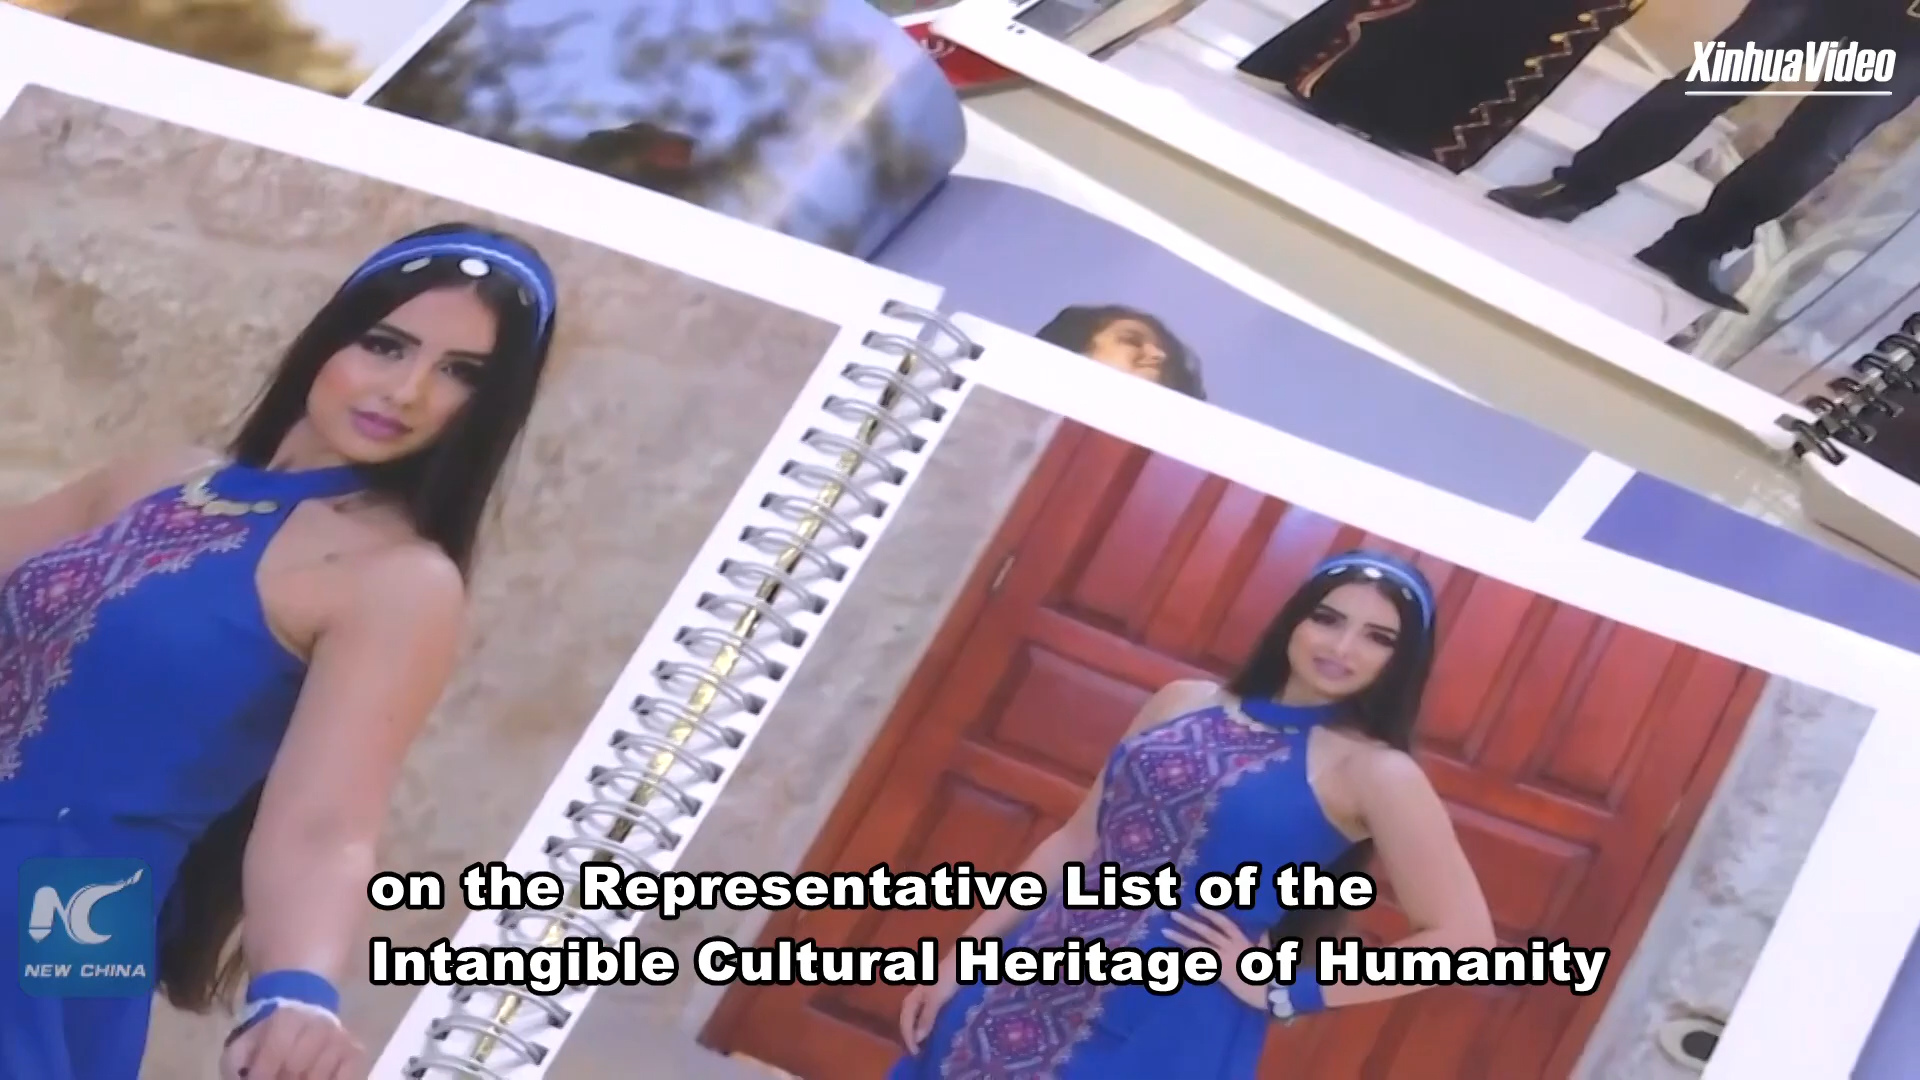 XinhuaVideo
on the Representative List of the
Intangible Cultural Heritage of Humanity
NEW CHINA